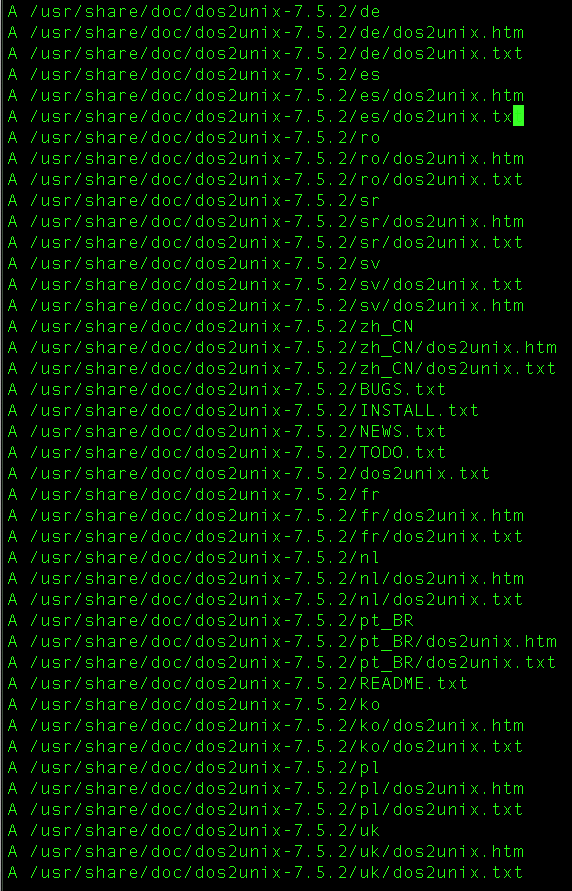 A /usr/share/doc/dos2unix-7.5.2/de
A /usr/share/doc/dos2unix-7.5.2/de/dos2unix.htm
A /usr/share/doc/dos2unix-7.5.2/de/dos2unix.txt
A /usr/share/doc/dos2unix-7.5.2/es
A /usr/share/doc/dos2unix-7.5.2/es/dos2unix.htm
A /usr/share/doc/dos2unix-7.5.2/es/dos2unix.tx
A /usr/share/doc/dos2unix-7.5.2/ro
A /usr/share/doc/dos2unix-7.5.2/ro/dos2unix.htm
A /usr/share/doc/dos2unix-7.5.2/ro/dos2unix.txt
A /usr/share/doc/dos2unix-7.5.2/sr
A /usr/share/doc/dos2unix-7.5.2/sr/dos2unix.htm
A /usr/share/doc/dos2unix-7.5.2/sr/dos2unix.txt
A /usr/share/doc/dos2unix-7.5.2/sv
A /usr/share/doc/dos2unix-7.5.2/sv/dos2unix.txt
A /usr/share/doc/dos2unix-7.5.2/sv/dos2unix.htm
A /usr/share/doc/dos2unix-7.5.2/zh_CN
A /usr/share/doc/dos2unix-7.5.2/zh_CN/dos2unix.htm
A /usr/share/doc/dos2unix-7.5.2/zh_CN/dos2unix.txt
A /usr/share/doc/dos2unix-7.5.2/BUGS.txt
A /usr/share/doc/dos2unix-7.5.2/INSTALL.txt
A /usr/share/doc/dos2unix-7.5.2/NEWS.txt
A /usr/share/doc/dos2unix-7.5.2/TODO.txt
A /usr/share/doc/dos2unix-7.5.2/dos2unix.txt
A /usr/share/doc/dos2unix-7.5.2/fr
A /usr/share/doc/dos2unix-7.5.2/fr/dos2unix.htm
A /usr/share/doc/dos2unix-7.5.2/fr/dos2unix.txt
A /usr/share/doc/dos2unix-7.5.2/nl
A /usr/share/doc/dos2unix-7.5.2/nl/dos2unix.htm
A /usr/share/doc/dos2unix-7.5.2/nl/dos2unix.txt
A /usr/share/doc/dos2unix-7.5.2/pt_BR
A /usr/share/doc/dos2unix-7.5.2/pt_BR/dos2unix.htm
A /usr/share/doc/dos2unix-7.5.2/pt_BR/dos2unix.txt
A /usr/share/doc/dos2unix-7.5.2/README.txt
A /usr/share/doc/dos2unix-7.5.2/ko
A /usr/share/doc/dos2unix-7.5.2/ko/dos2unix.htm
A /usr/share/doc/dos2unix-7.5.2/ko/dos2unix.txt
A /usr/share/doc/dos2unix-7.5.2/pl
A /usr/share/doc/dos2unix-7.5.2/pl/dos2unix.htm
A /usr/share/doc/dos2unix-7.5.2/pl/dos2unix.txt
A /usr/share/doc/dos2unix-7.5.2/uk
A /usr/share/doc/dos2unix-7.5.2/uk/dos2unix.htm
A /usr/share/doc/dos2unix-7.5.2/uk/dos2unix.txt